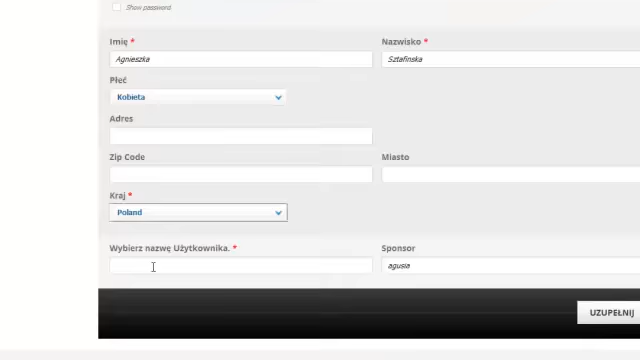 Show password
Imię * Nazwisko *
Agnieszka Sztafinska
Płeć
Kobieta
Adres
Zip Code Miasto
Kraj *
Poland
Wybierz nazwę Użytkownika. * Sponsor
agusia
UZUPEŁNIJ